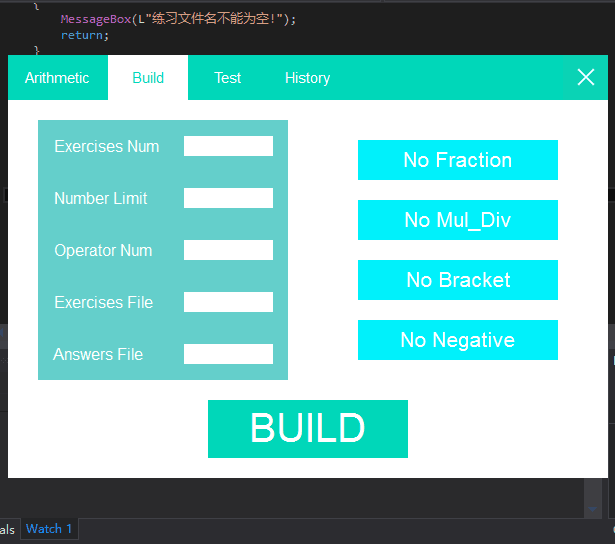 {
MessageBox(L"练习文件名不能为空!");
return;
}
Arithmetic Build Test History
Exercises Num
Number Limit
Operator Num
Exercises File
Answers File
No Fraction
No Mul_Div
No Bracket
No Negative
BUILD
als Watch 1